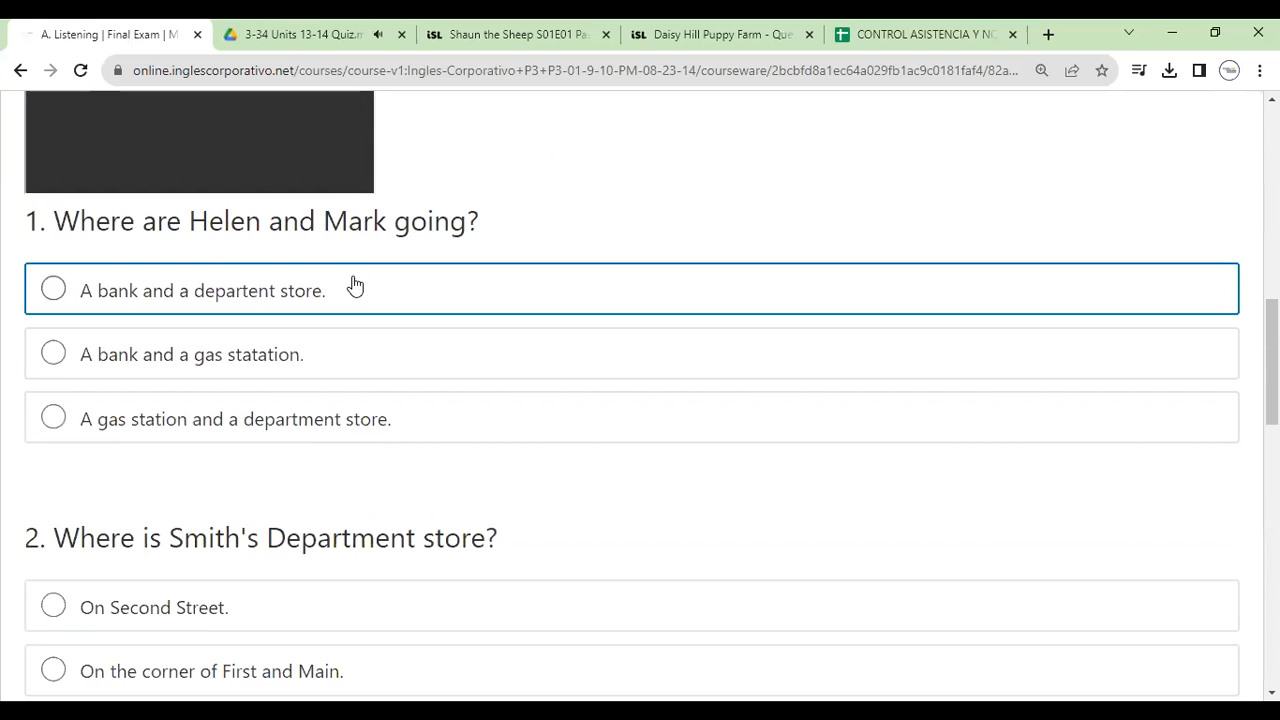 A. Listening | Final Exam | M
3-34 Units 13-14 Quiz.m
iSL Shaun the Sheep S01E01 Pa
iSL Daisy Hill Puppy Farm - Que
CONTROL ASISTENCIA Y NO
online.inglescorporativo.net/courses/course-v1:Ingles-Corporativo+P3+P3-01-9-10-PM-08-23-14/courseware/2bcbfd8a1ec64a029fb1ac9c0181faf4/82a...
1. Where are Helen and Mark going?
A bank and a departent store.
A bank and a gas statation.
A gas station and a department store.
2. Where is Smith's Department store?
On Second Street.
On the corner of First and Main.